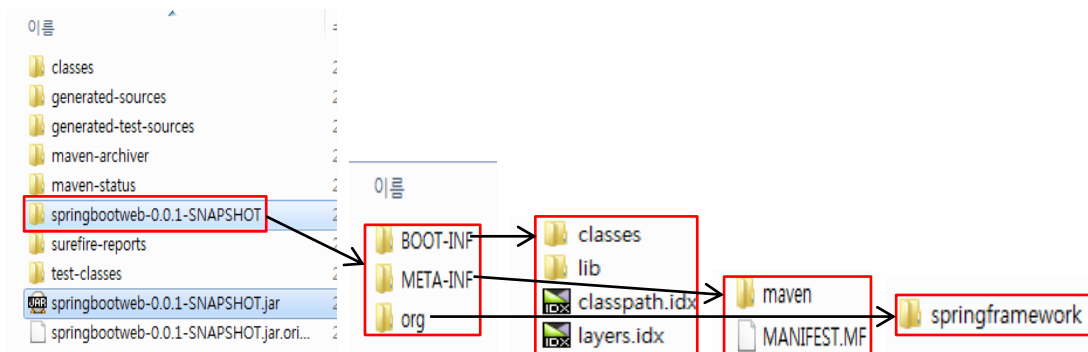 이름
classes
generated-sources
generated-test-sources
maven-archiver
maven-status
springbootweb-0.0.1-SNAPSHOT
surefire-reports
test-classes
springbootweb-0.0.1-SNAPSHOT.jar
springbootweb-0.0.1-SNAPSHOT.jar.ori...
이름
BOOT-INF
META-INF
org
classes
lib
classpath.idx
layers.idx
maven
MANIFEST.MF
springframework